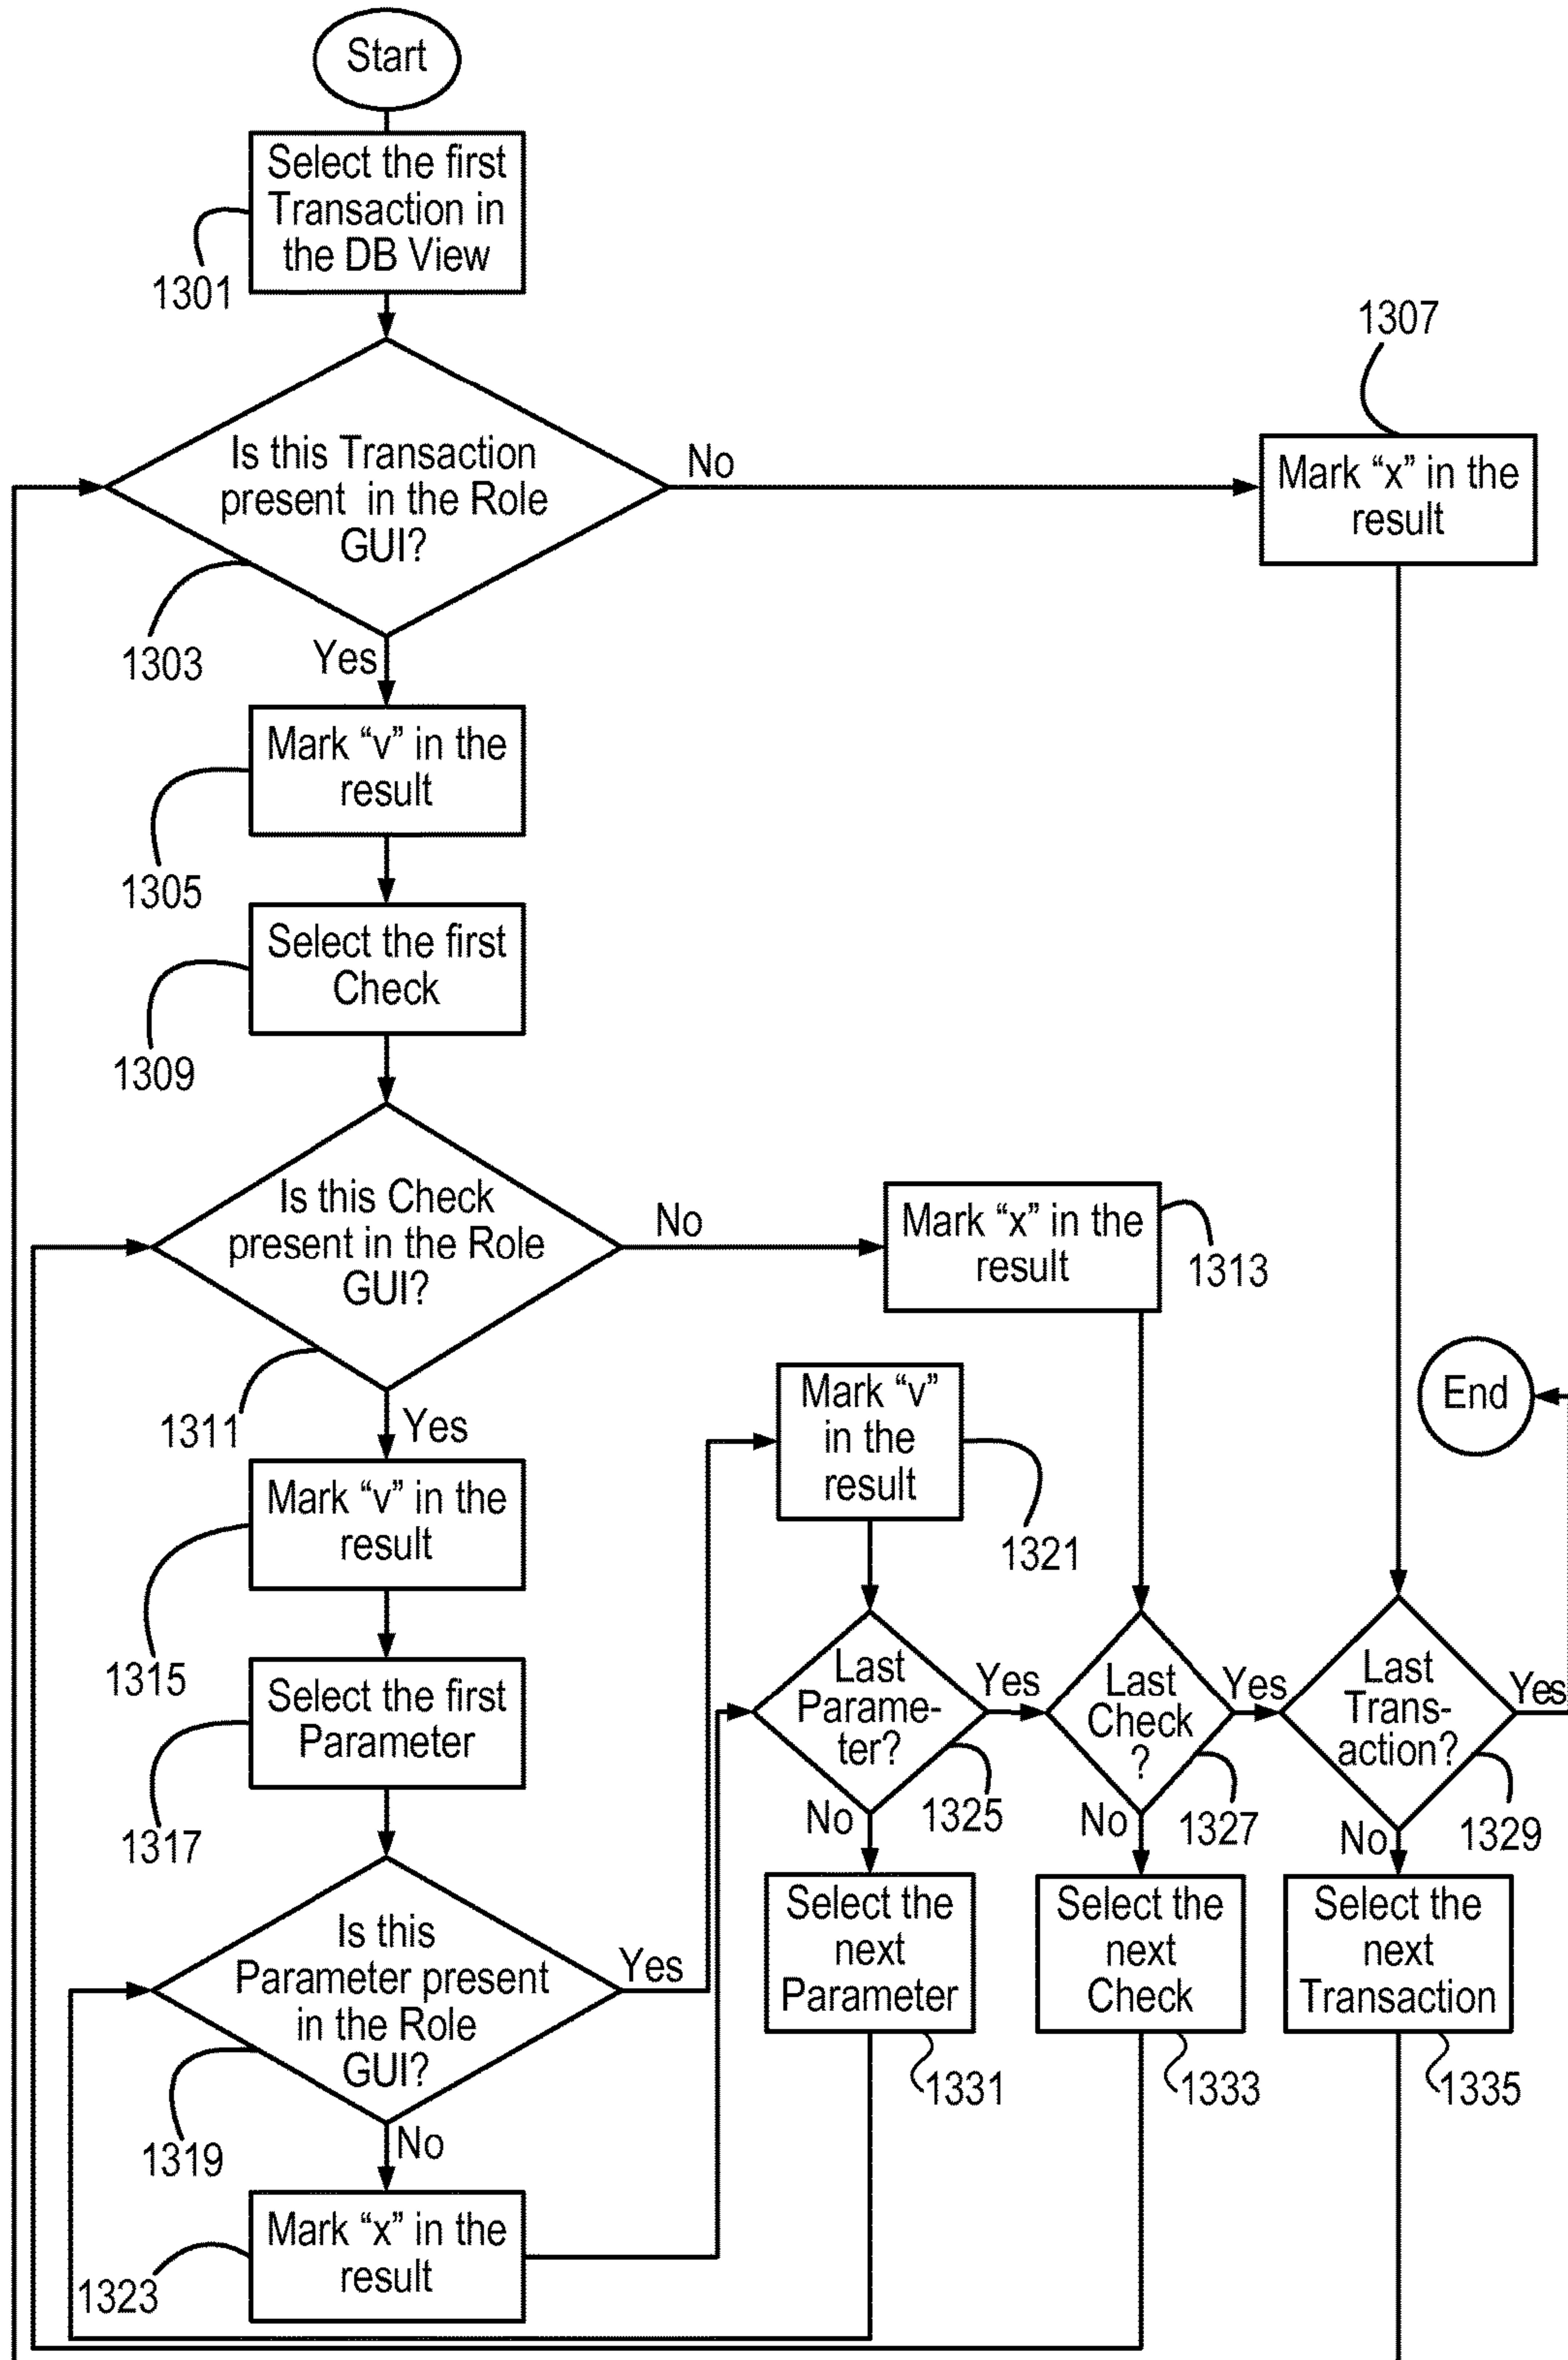 Start
Select the first
Transaction in
the DB View
1301
1307
Is this Transaction
present in the Role
GUI?
No
Mark “x” in the
result
1303
Yes
Mark “v” in the
result
1305
Select the first
Check
1309
Is this Check
present in the Role
GUI?
No
Mark “x” in the
result
1313
1311
Yes
Mark “v”
in the
result
1321
End
Mark “v” in the
result
1315
Select the first
Parameter
1317
Last
Parame-
ter?
Yes
1325
No
Last
Check
?
Yes
1327
No
Last
Trans-
action?
Yes
1329
No
Is this
Parameter present
in the Role
GUI?
Yes
1319
No
Select the
next
Parameter
1331
Select the
next
Check
1333
Select the
next
Transaction
1335
Mark “x” in the
result
1323